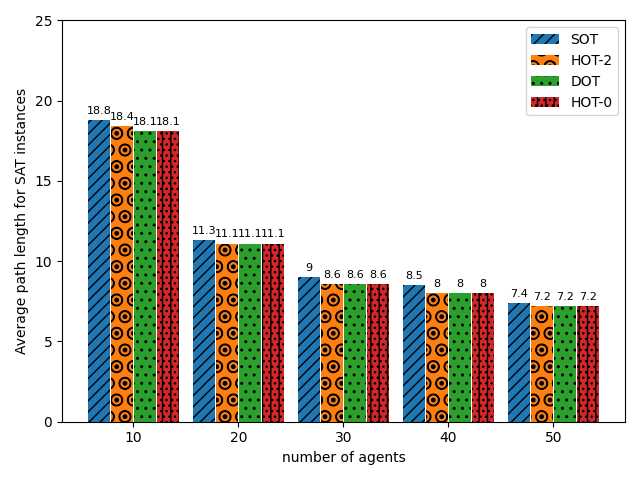 25
20
15
10
5
0
Average path length for SAT instances
SOT
HOT-2
DOT
HOT-0
18.8 18.4 18.1 18.1
11.3 11.1 11.1 11.1
9 8.6 8.6 8.6
8.5 8 8 8
7.4 7.2 7.2 7.2
10 20 30 40 50
number of agents